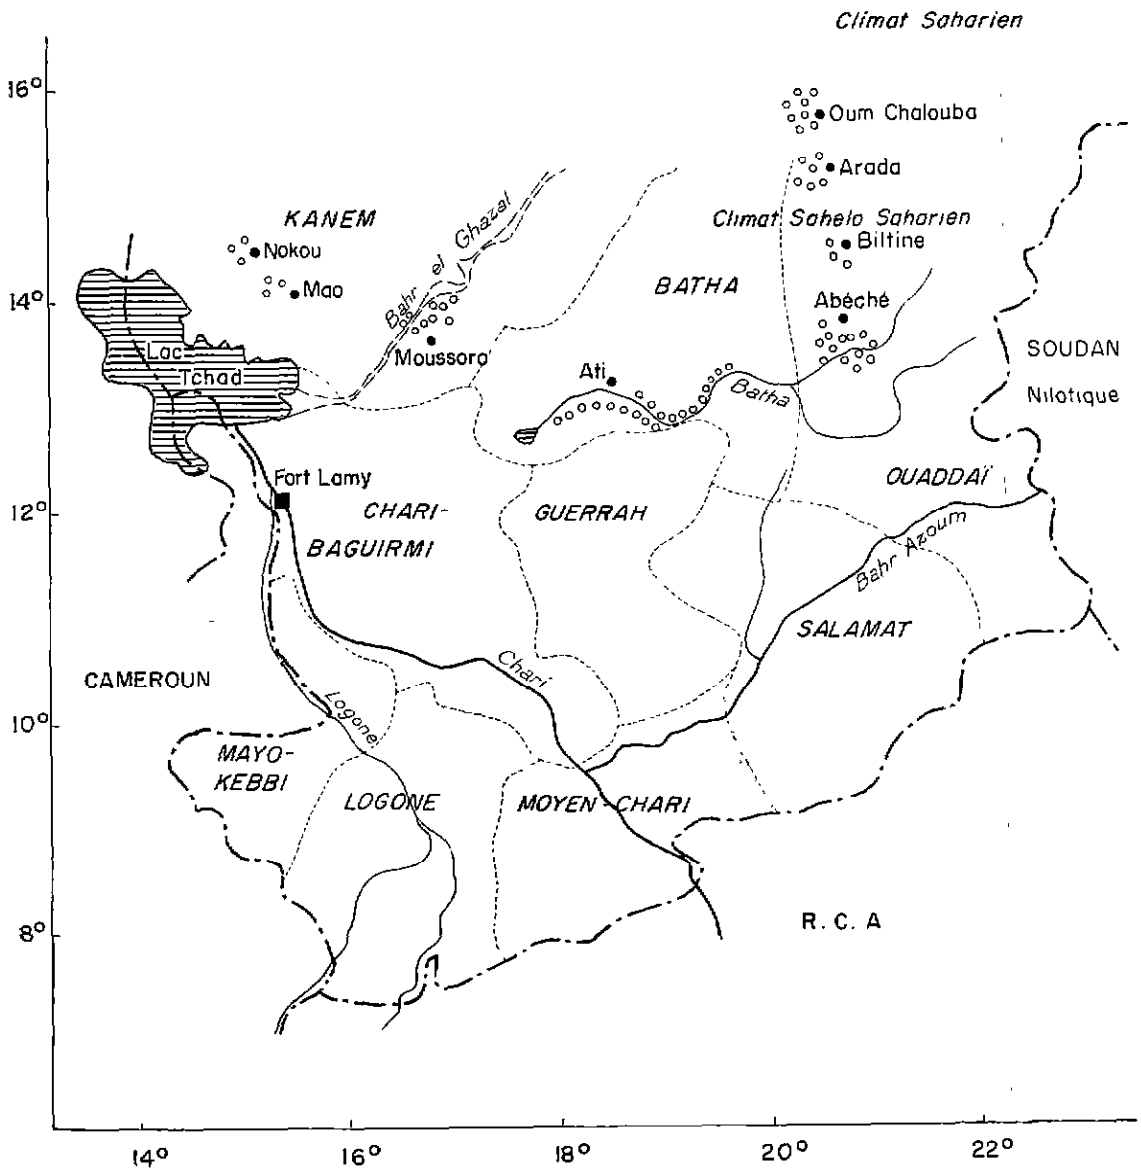 Climat Saharien
16°
Oum Chalouba
Arada
KANEM
Bahr el Ghazal
Climat Sahelo Saharien
Nokou
Biltine
Mao
BATHA
14°
Abéché
Lac
Tchad
Moussoro
SOUDAN
Nilotique
Ati
Batha
OUADDAÏ
Fort Lamy
12°
CHARI-
BAGUIRMI
GUERRAH
Bahr Azoum
SALAMAT
CAMEROUN
Chari
Logone
10°
MAYO-
KEBBI
LOGONE
MOYEN-CHARI
8°
R. C. A
14°
16°
18°
20°
22°